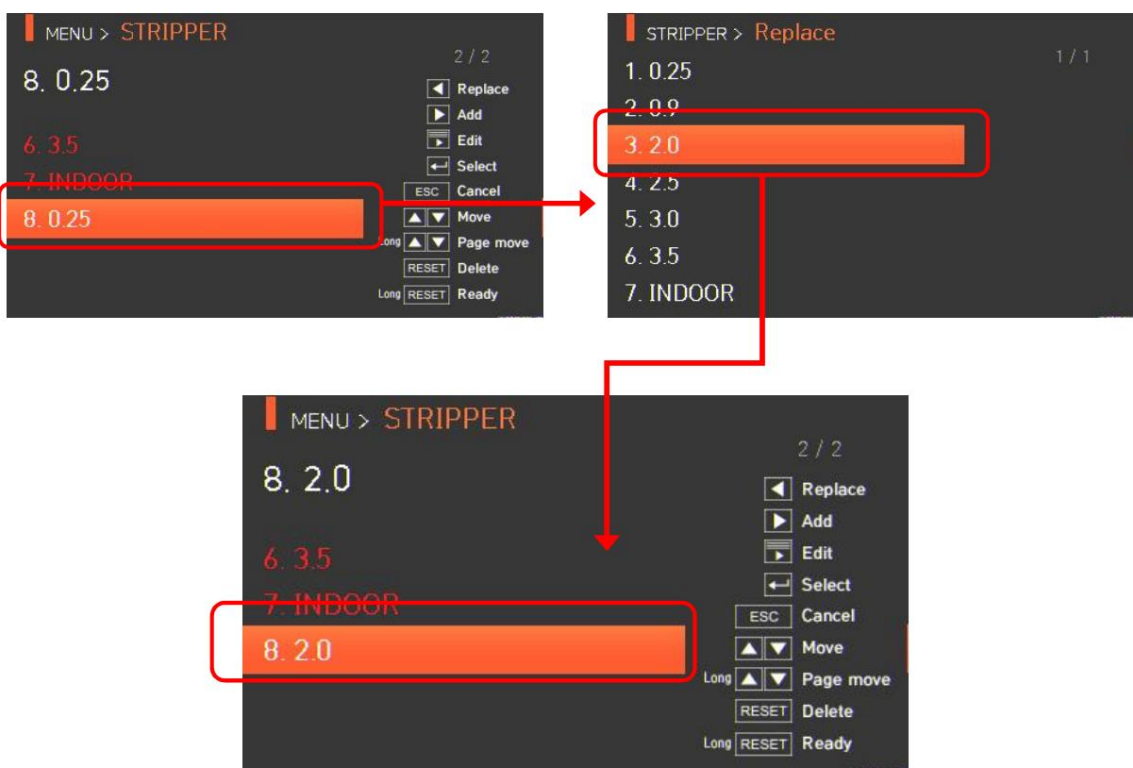 MENU > STRIPPER
2 / 2
8. 0.25
Replace
Add
6. 3.5
Edit
Select
7. INDOOR
ESC Cancel
8. 0.25
Move
Long Page move
RESET Delete
Long RESET Ready
STRIPPER > Replace
1 / 1
1. 0.25
2. 0.9
3. 2.0
4. 2.5
5. 3.0
6. 3.5
7. INDOOR
MENU > STRIPPER
2 / 2
8. 2.0
Replace
Add
6. 3.5
Edit
Select
7. INDOOR
ESC Cancel
8. 2.0
Move
Long Page move
RESET Delete
Long RESET Ready